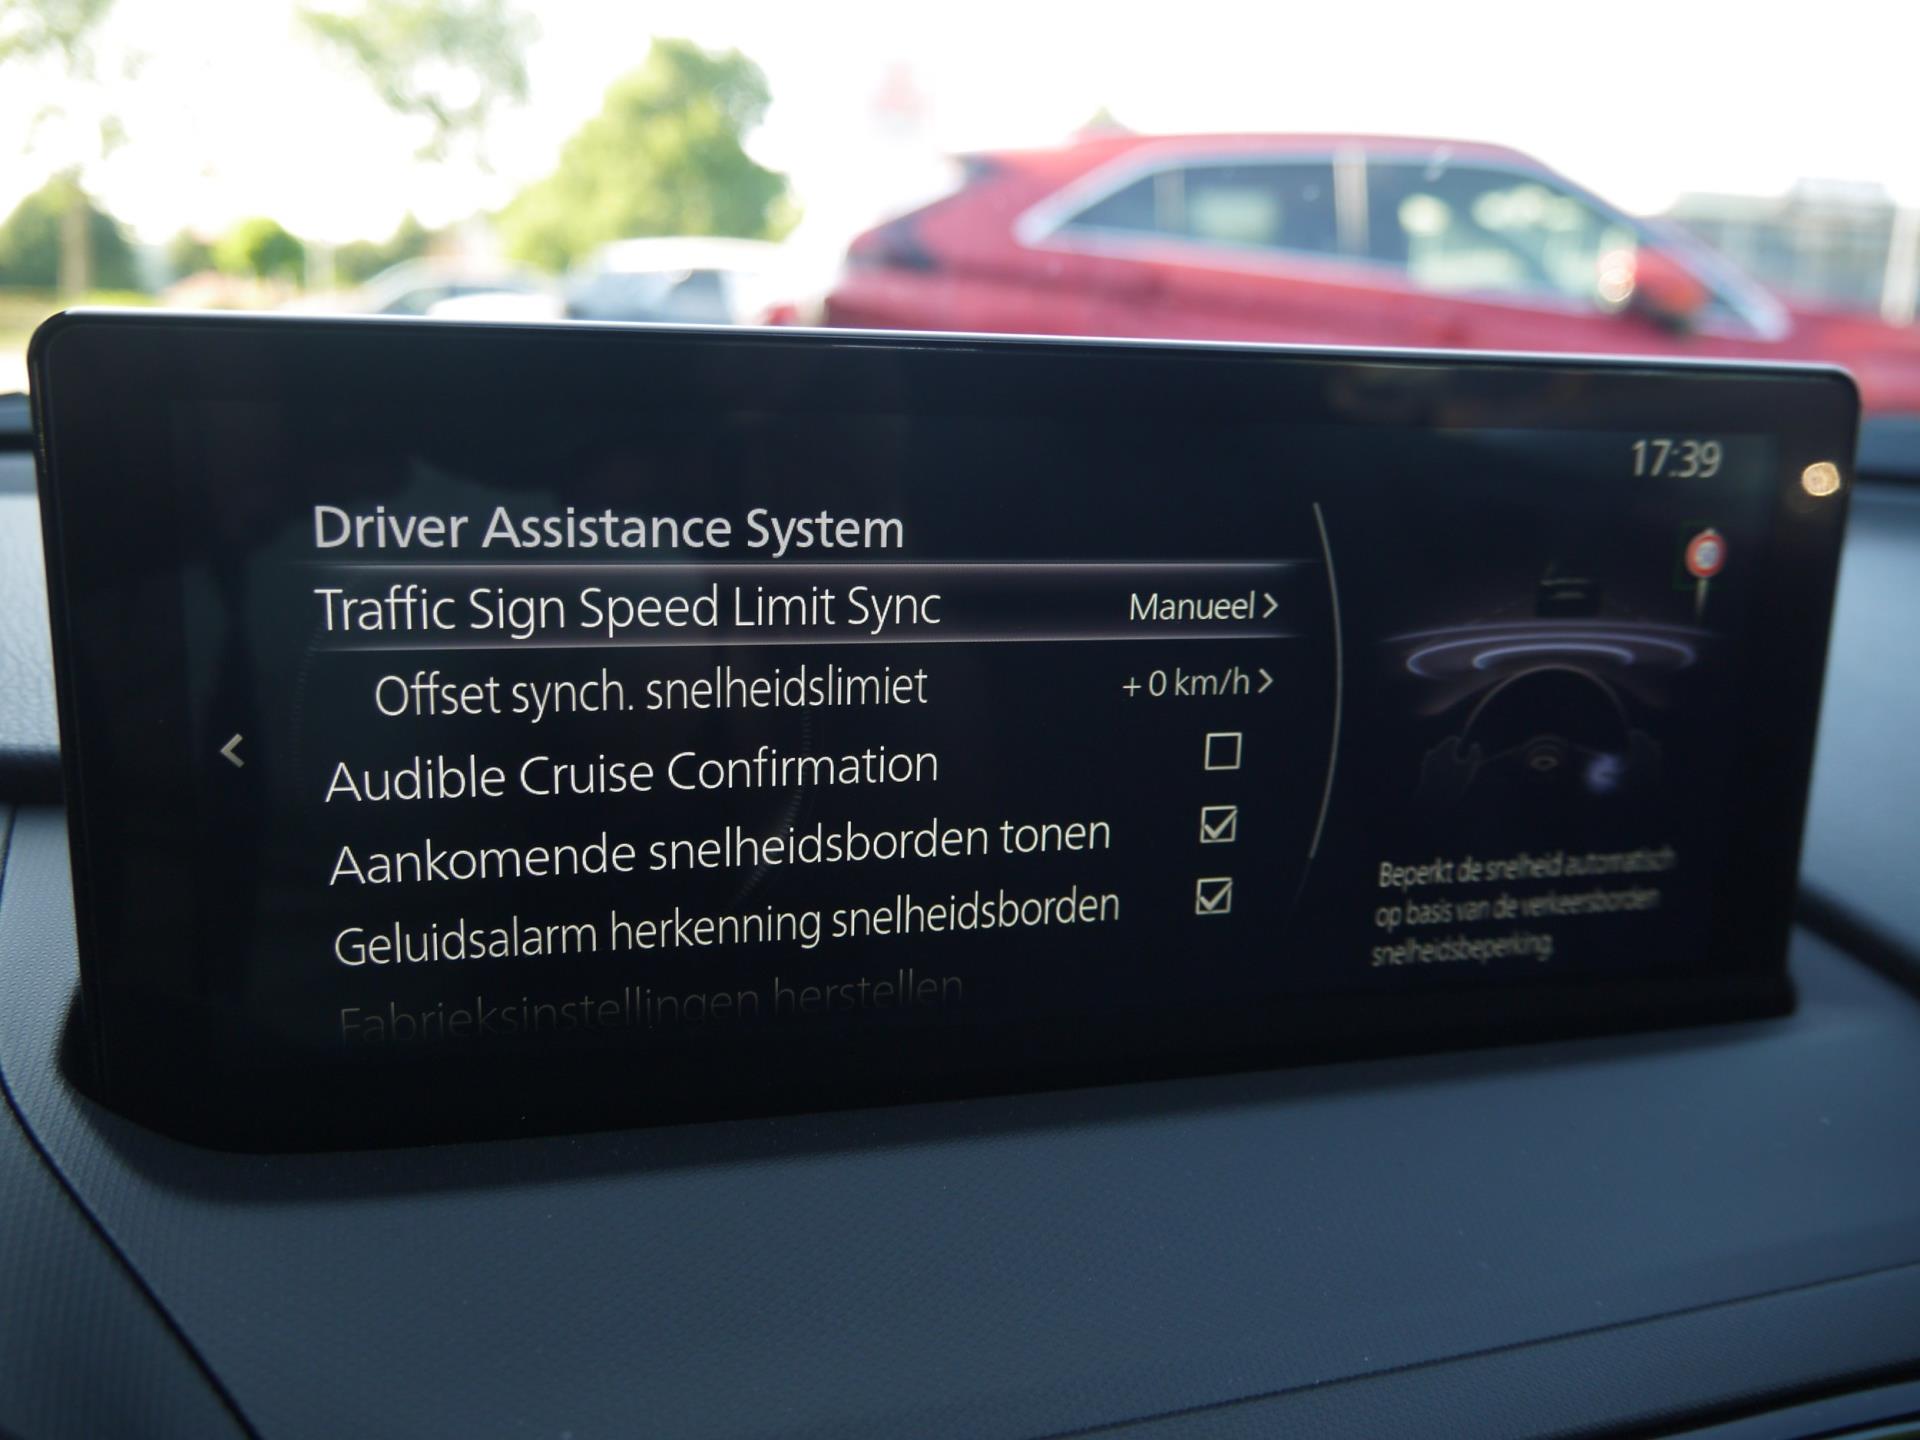 17:39
Driver Assistance System
Traffic Sign Speed Limit Sync Manueel >
Offset synch. snelheidslimiet + 0 km/h >
<
Audible Cruise Confirmation
Aankomende snelheidsborden tonen
Geluidsalarm herkenning snelheidsborden
Fabrieksinstellingen herstellen
Beperkt de snelheid automatisch
op basis van de verkeersborden
snelheidsbeperking.